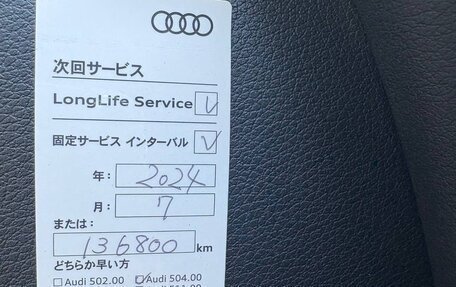 次回サービス
LongLife Service ✓
固定サービス インターバル ✓
年: 2024
月: 7
または:
136800 km
どちらか早い方
□ Audi 502.00 ☑ Audi 504.00